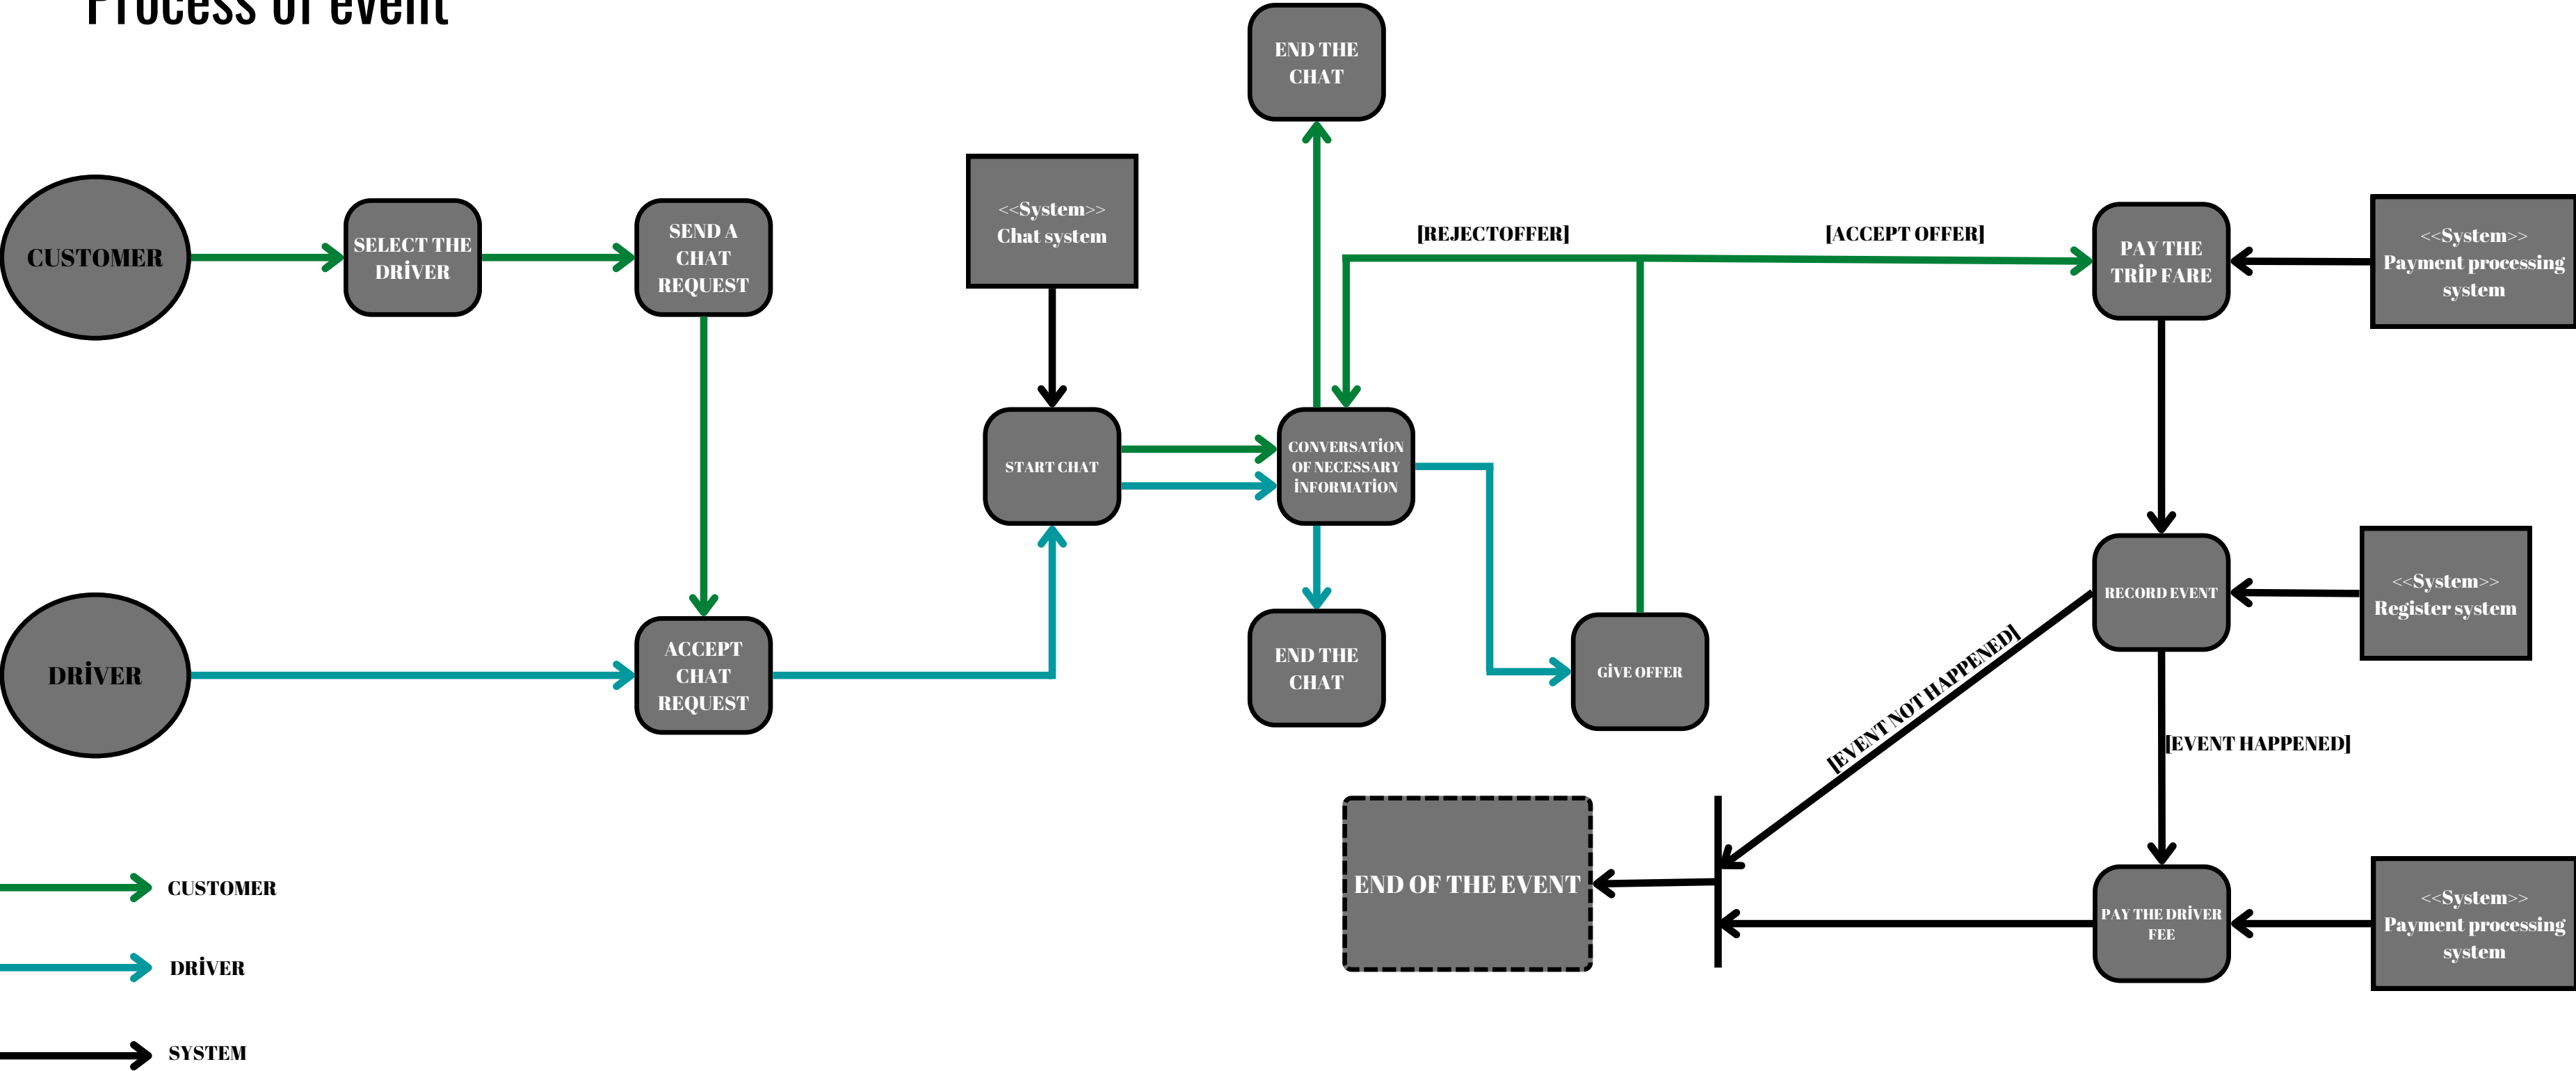 Process of event
END THE
CHAT
<<System>>
Chat system
CUSTOMER
SELECT THE
DRİVER
SEND A
CHAT
REQUEST
[REJECTOFFER]
[ACCEPT OFFER]
PAY THE
TRİP FARE
<<System>>
Payment processing
system
START CHAT
CONVERSATİON
OF NECESSARY
İNFORMATİON
DRİVER
ACCEPT
CHAT
REQUEST
END THE
CHAT
GİVE OFFER
RECORD EVENT
<<System>>
Register system
[EVENT NOT HAPPENED]
[EVENT HAPPENED]
END OF THE EVENT
PAY THE DRİVER
FEE
<<System>>
Payment processing
system
CUSTOMER
DRİVER
SYSTEM